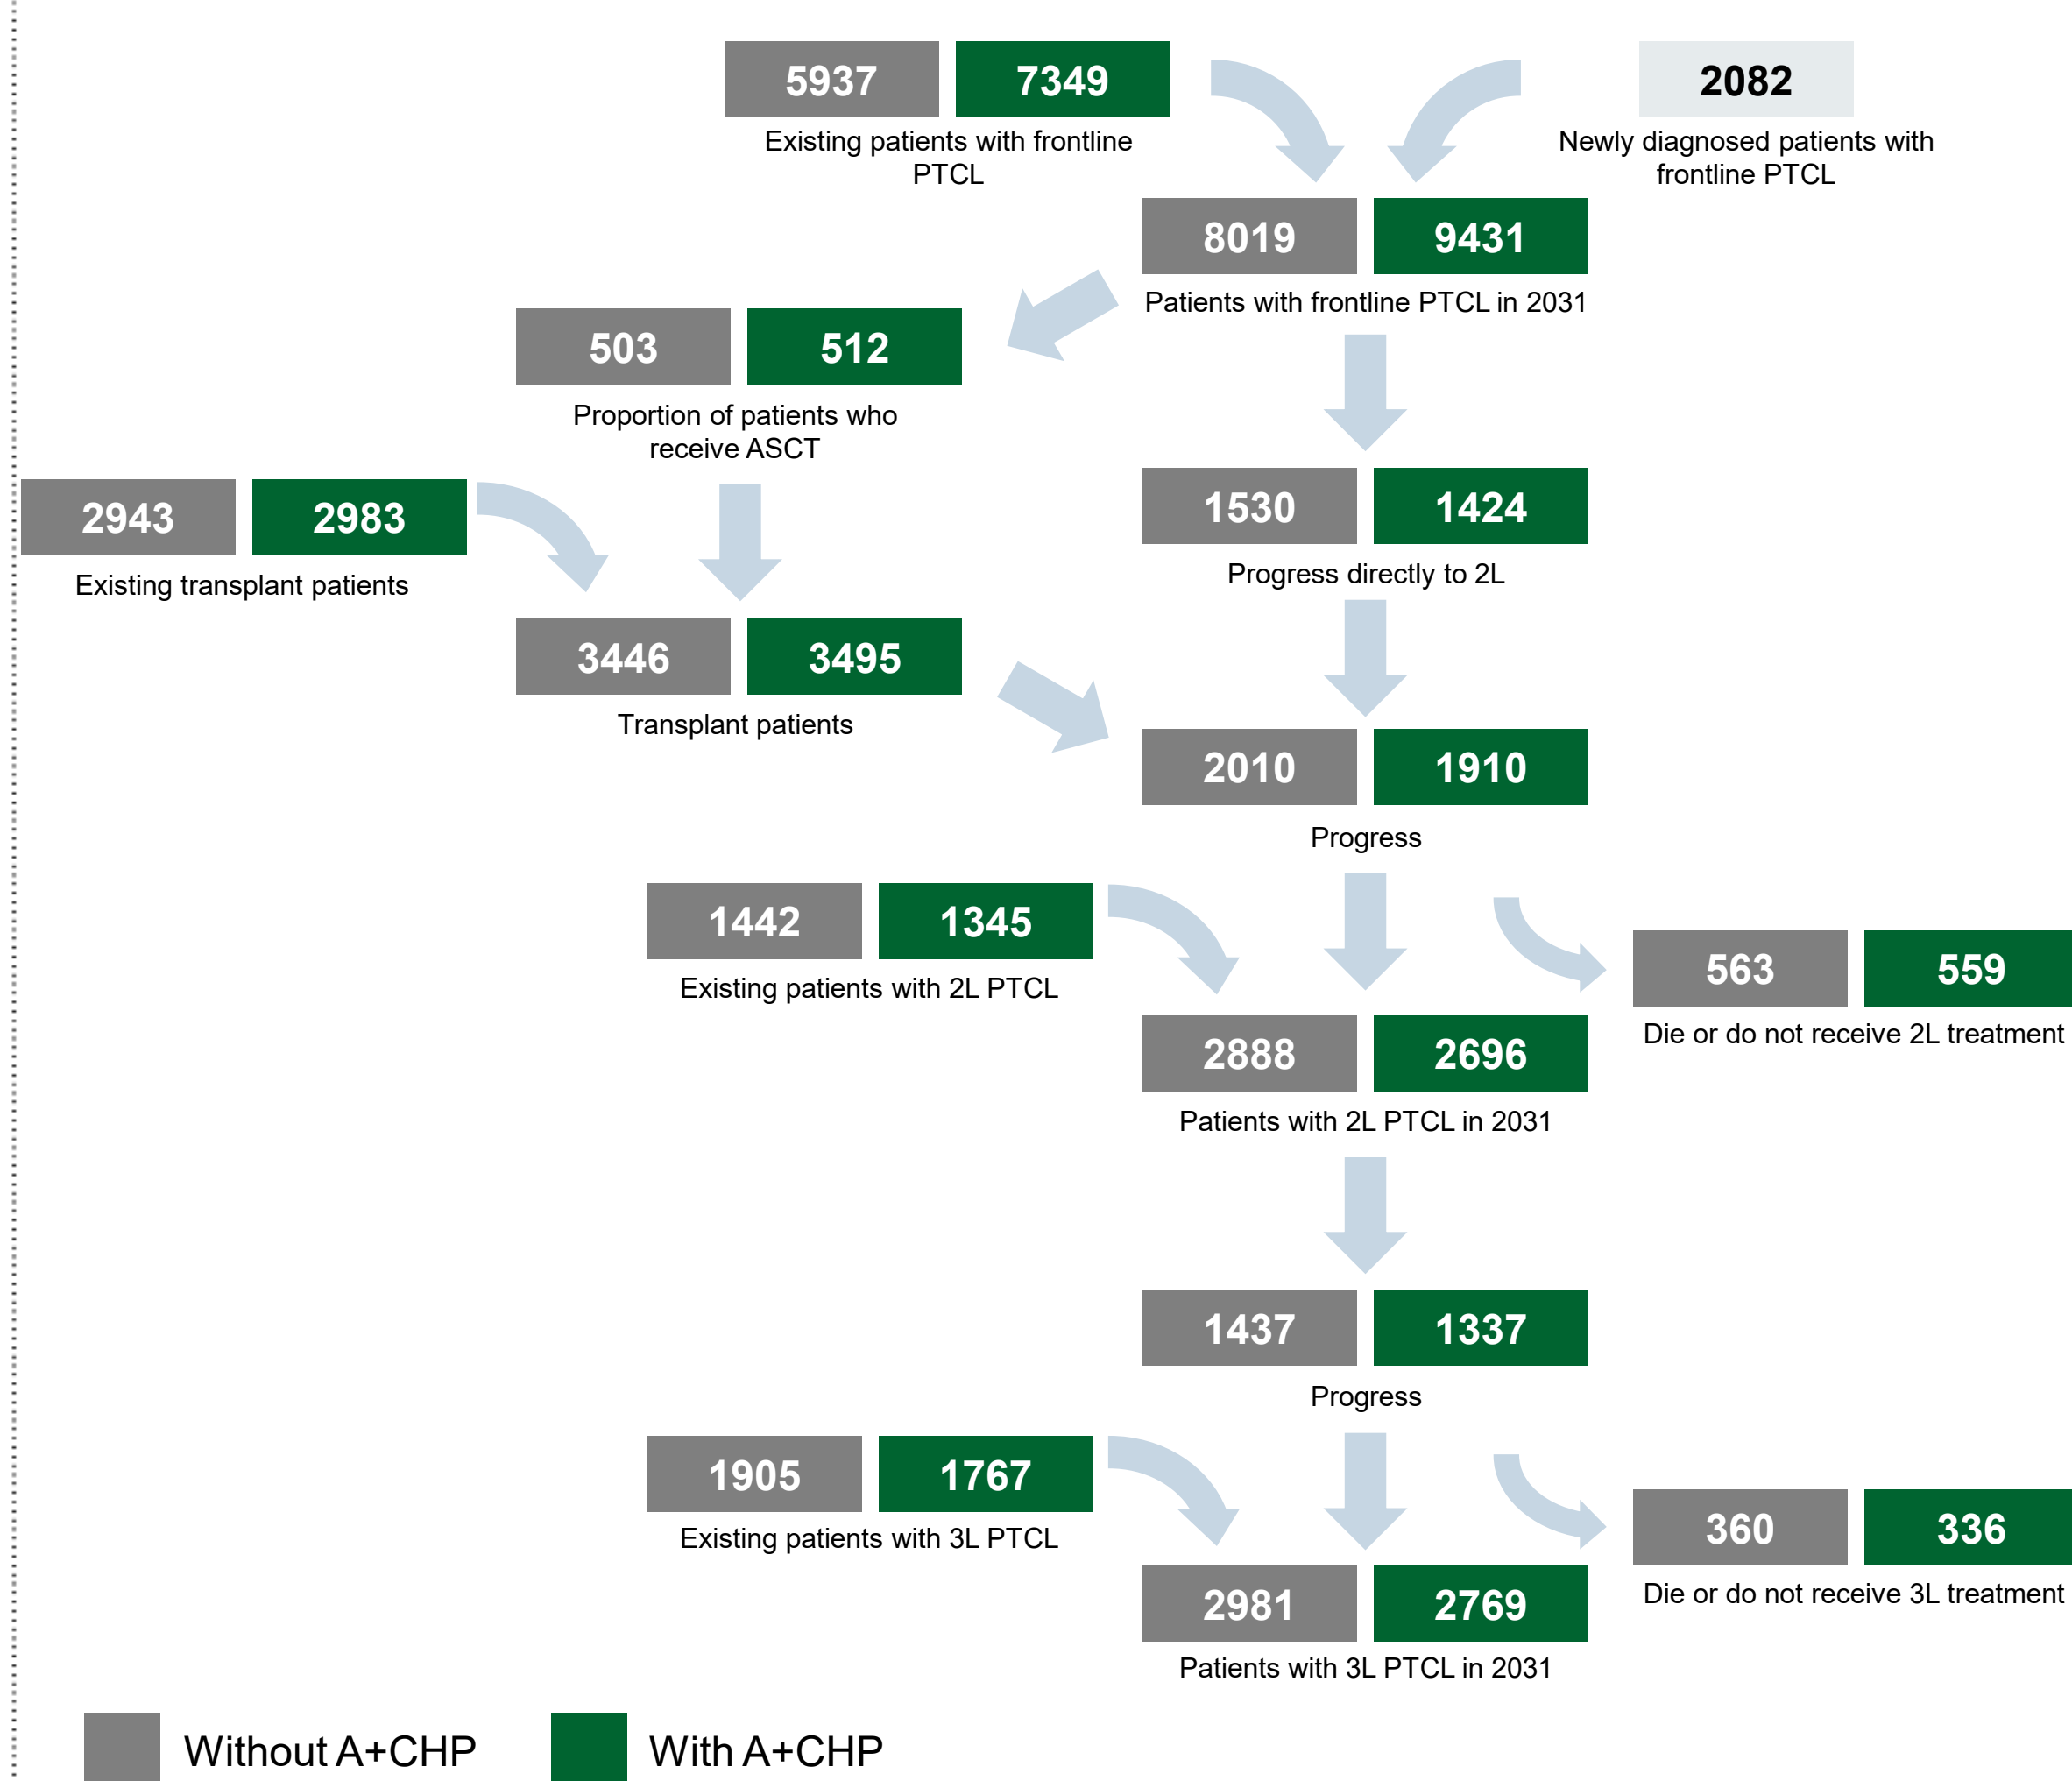 5937 7349 2082
Existing patients with frontline
PTCL
Newly diagnosed patients with
frontline PTCL
8019 9431
Patients with frontline PTCL in 2031
503 512
Proportion of patients who
receive ASCT
1530 1424
Progress directly to 2L
2943 2983
Existing transplant patients
3446 3495
Transplant patients
2010 1910
Progress
1442 1345
Existing patients with 2L PTCL
563 559
Die or do not receive 2L treatment
2888 2696
Patients with 2L PTCL in 2031
1437 1337
Progress
1905 1767
Existing patients with 3L PTCL
360 336
Die or do not receive 3L treatment
2981 2769
Patients with 3L PTCL in 2031
Without A+CHP With A+CHP